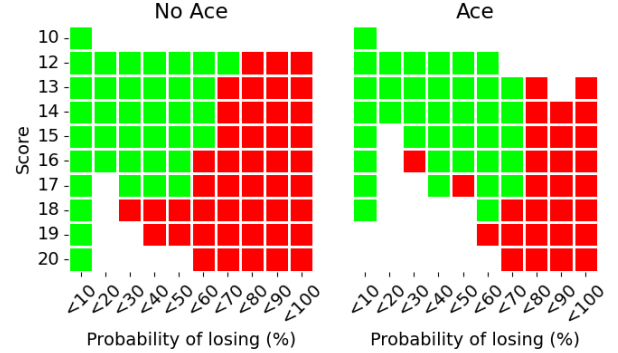 No Ace
Ace
Score
10
12
13
14
15
16
17
18
19
20
<10 <20 <30 <40 <50 <60 <70 <80 <90 <100
<10 <20 <30 <40 <50 <60 <70 <80 <90 <100
Probability of losing (%)
Probability of losing (%)